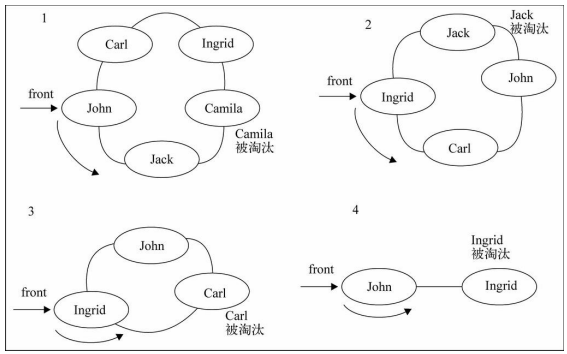 1
Carl
Ingrid
front
John
Camila
Camila
被淘汰
Jack
2
Jack
被淘汰
Jack
John
front
Ingrid
Carl
3
John
front
Ingrid
Carl
Carl
被淘汰
4
Ingrid
被淘汰
front
John
Ingrid